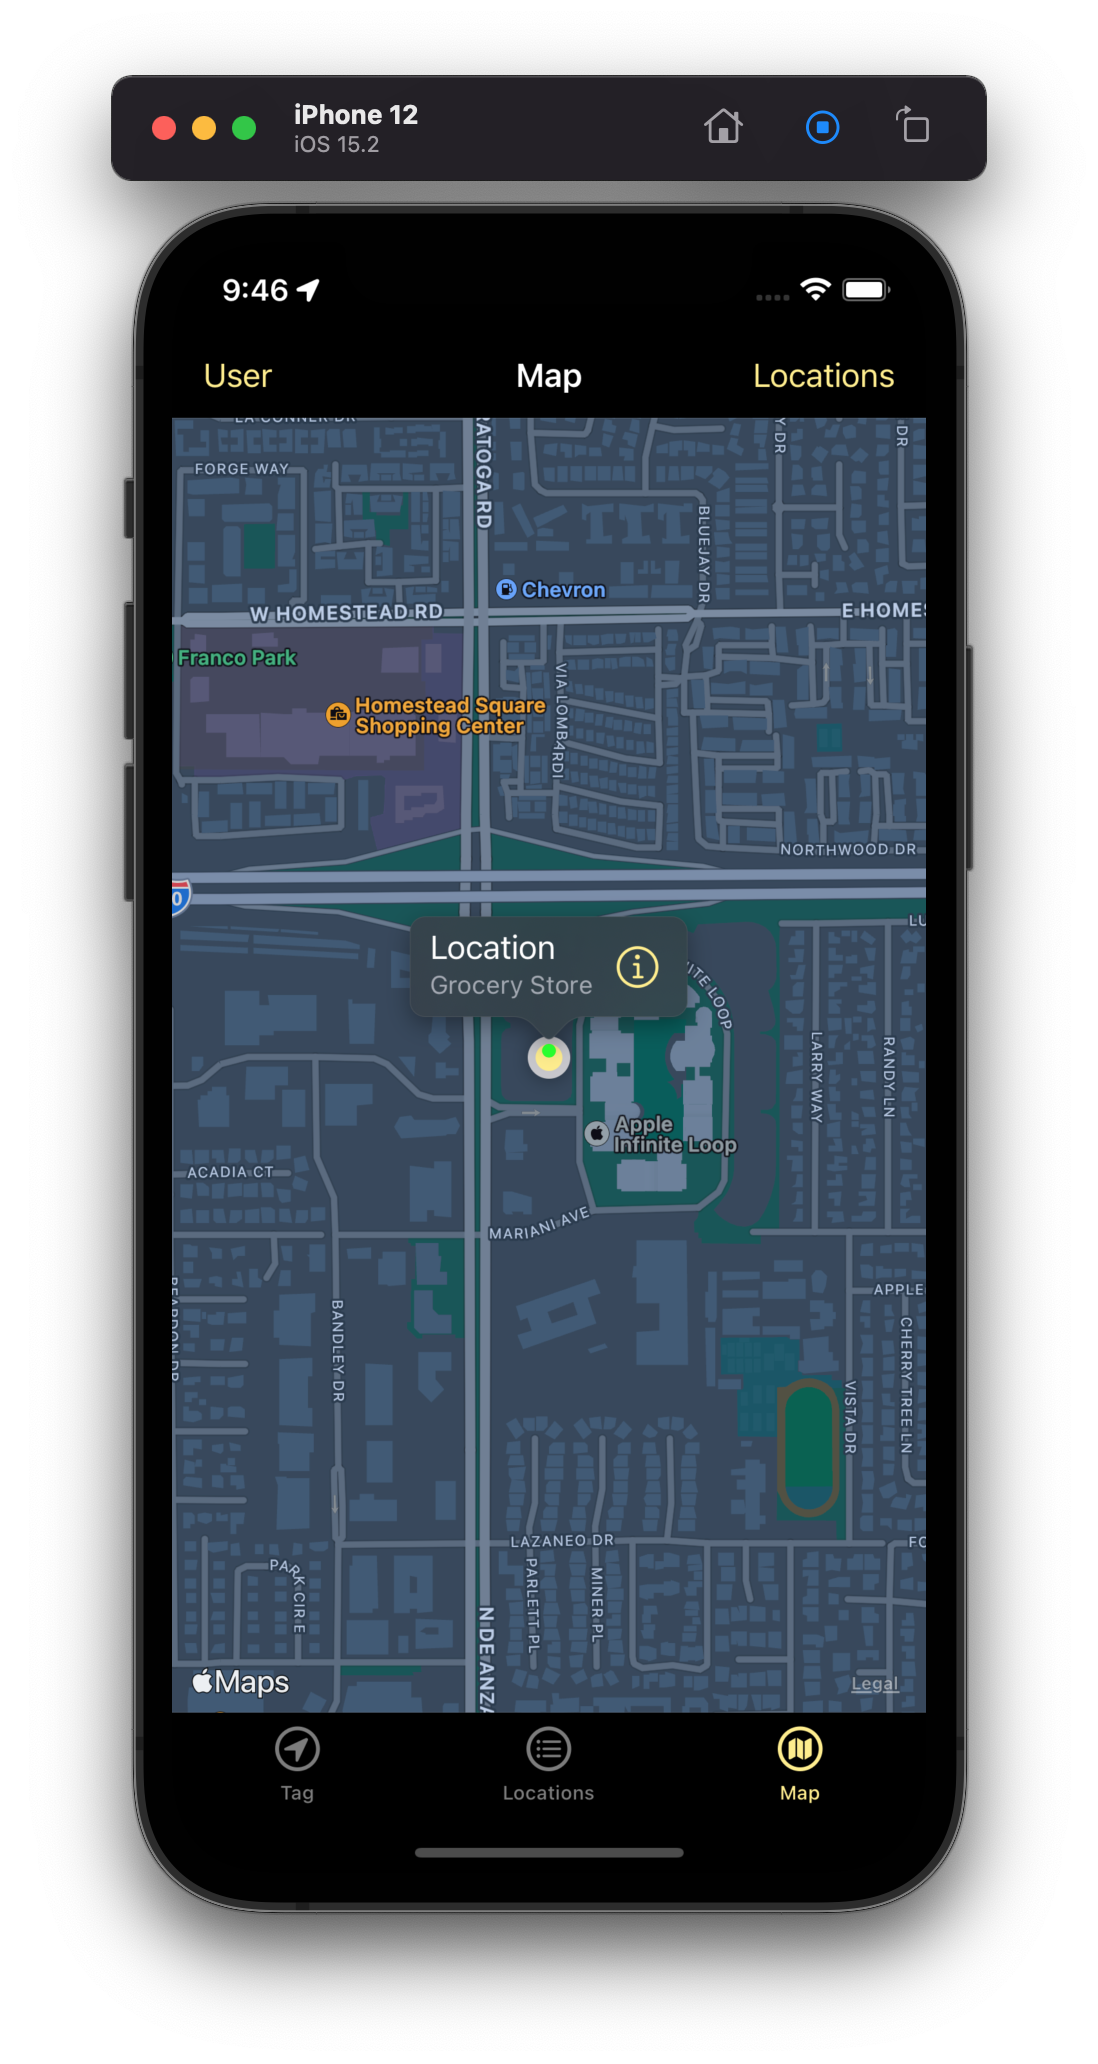 iPhone 12
iOS 15.2
9:46
User
Map
Locations
LA CONNER DR
RATOGA RD
Y DR
DR
FORGE WAY
BLUEJAY DR
Chevron
W HOMESTEAD RD
E HOMES
Franco Park
Homestead Square
Shopping Center
VIA LOMBARDI
NORTHWOOD DR
0
LU
Location
Grocery Store
NITE LOOP
LARRY WAY
RANDY LN
Apple
Infinite Loop
ACADIA CT
MARIANI AVE
BEARDON DR
BANDLEY DR
APPLE
CHERRY TREE LN
VISTA DR
LAZANEO DR
FO
PARK CIR E
PARLETT PL
MINER PL
N DE ANZA
Maps
Legal
Tag
Locations
Map